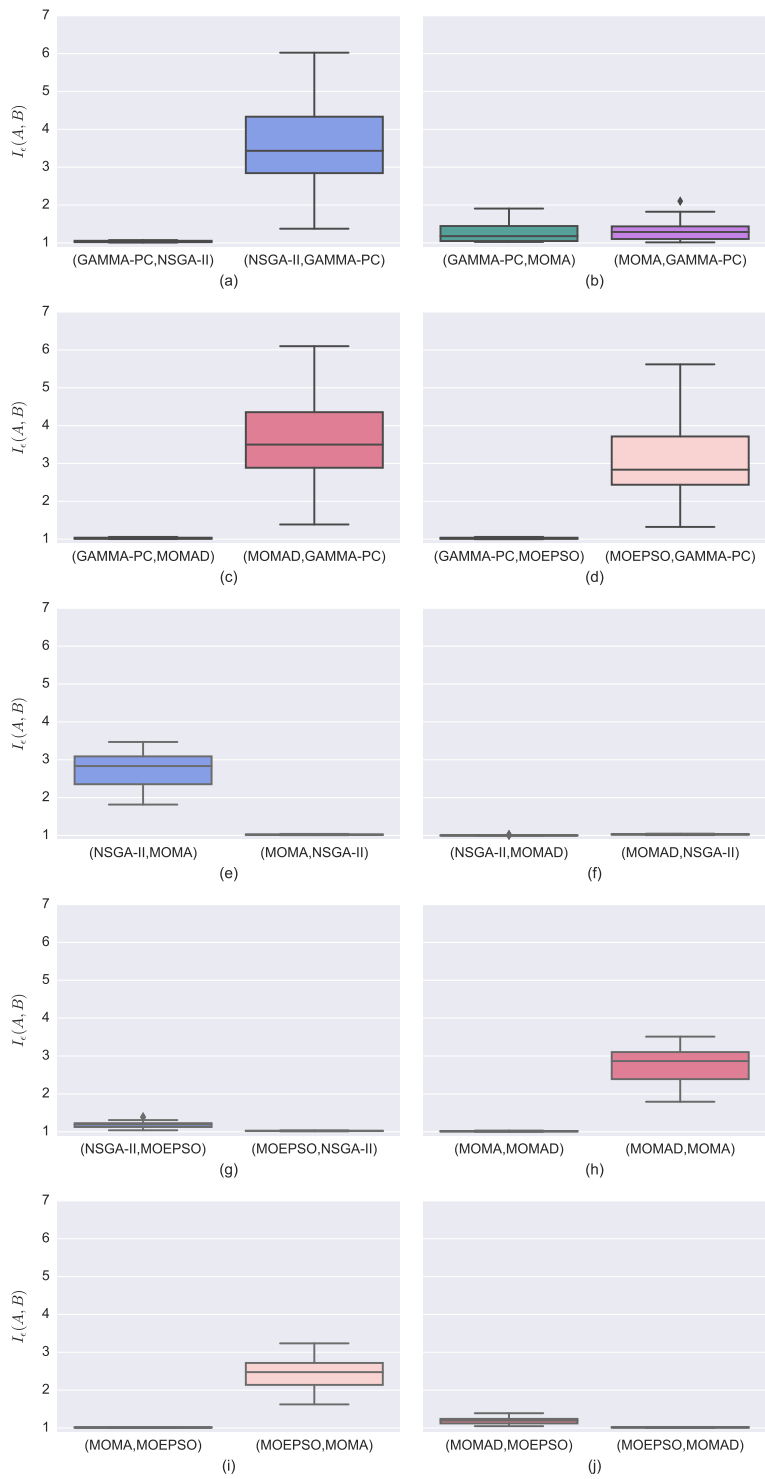 7
6
5
4
3
2
1
I_ϵ(A, B)
(GAMMA-PC,NSGA-II) (NSGA-II,GAMMA-PC)
(a)
(GAMMA-PC,MOMA) (MOMA,GAMMA-PC)
(b)
7
6
5
4
3
2
1
I_ϵ(A, B)
(GAMMA-PC,MOMAD) (MOMAD,GAMMA-PC)
(c)
(GAMMA-PC,MOEPSO) (MOEPSO,GAMMA-PC)
(d)
7
6
5
4
3
2
1
I_ϵ(A, B)
(NSGA-II,MOMA) (MOMA,NSGA-II)
(e)
(NSGA-II,MOMAD) (MOMAD,NSGA-II)
(f)
7
6
5
4
3
2
1
I_ϵ(A, B)
(NSGA-II,MOEPSO) (MOEPSO,NSGA-II)
(g)
(MOMA,MOMAD) (MOMAD,MOMA)
(h)
7
6
5
4
3
2
1
I_ϵ(A, B)
(MOMA,MOEPSO) (MOEPSO,MOMA)
(i)
(MOMAD,MOEPSO) (MOEPSO,MOMAD)
(j)